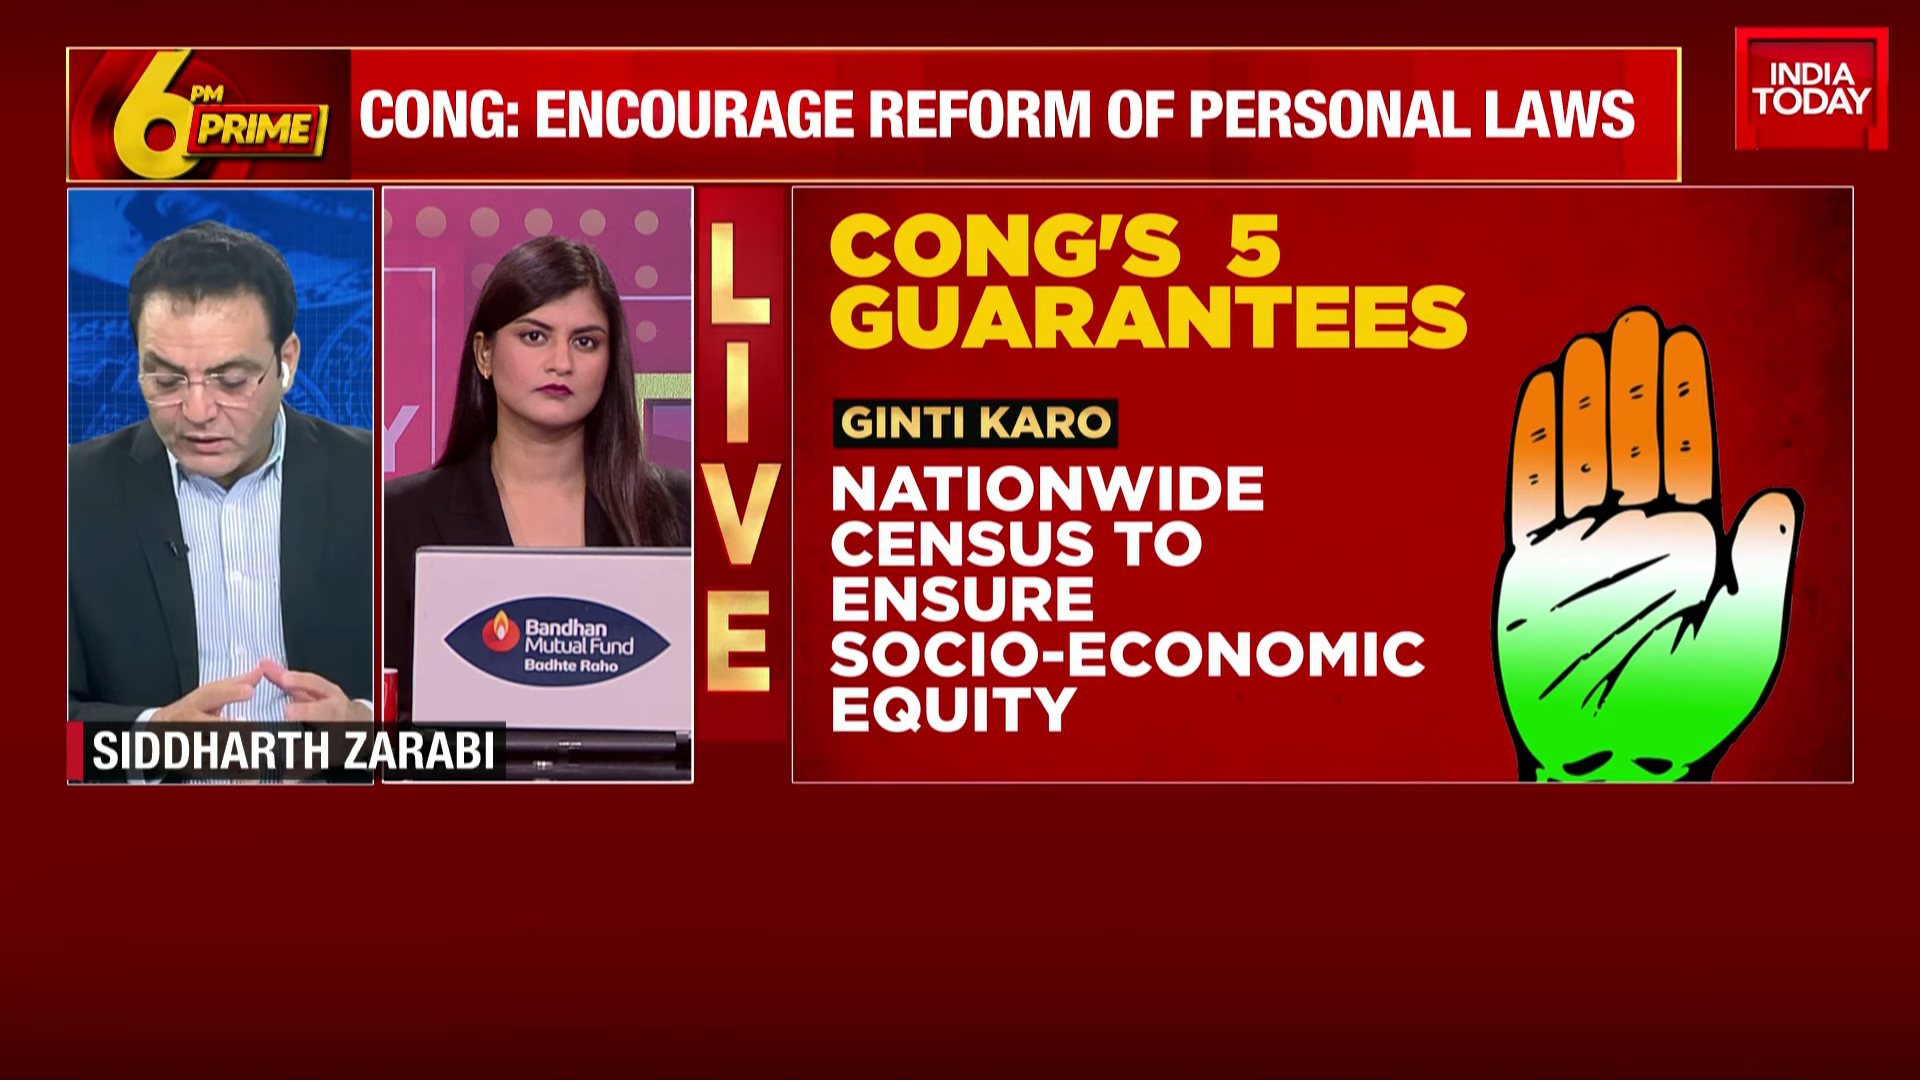 6 PM PRIME
CONG: ENCOURAGE REFORM OF PERSONAL LAWS
INDIA
TODAY
LIVE
CONG'S 5
GUARANTEES
GINTI KARO
NATIONWIDE
CENSUS TO
ENSURE
SOCIO-ECONOMIC
EQUITY
Y
Bandhan
Mutual Fund
Badhte Raho
SIDDHARTH ZARABI